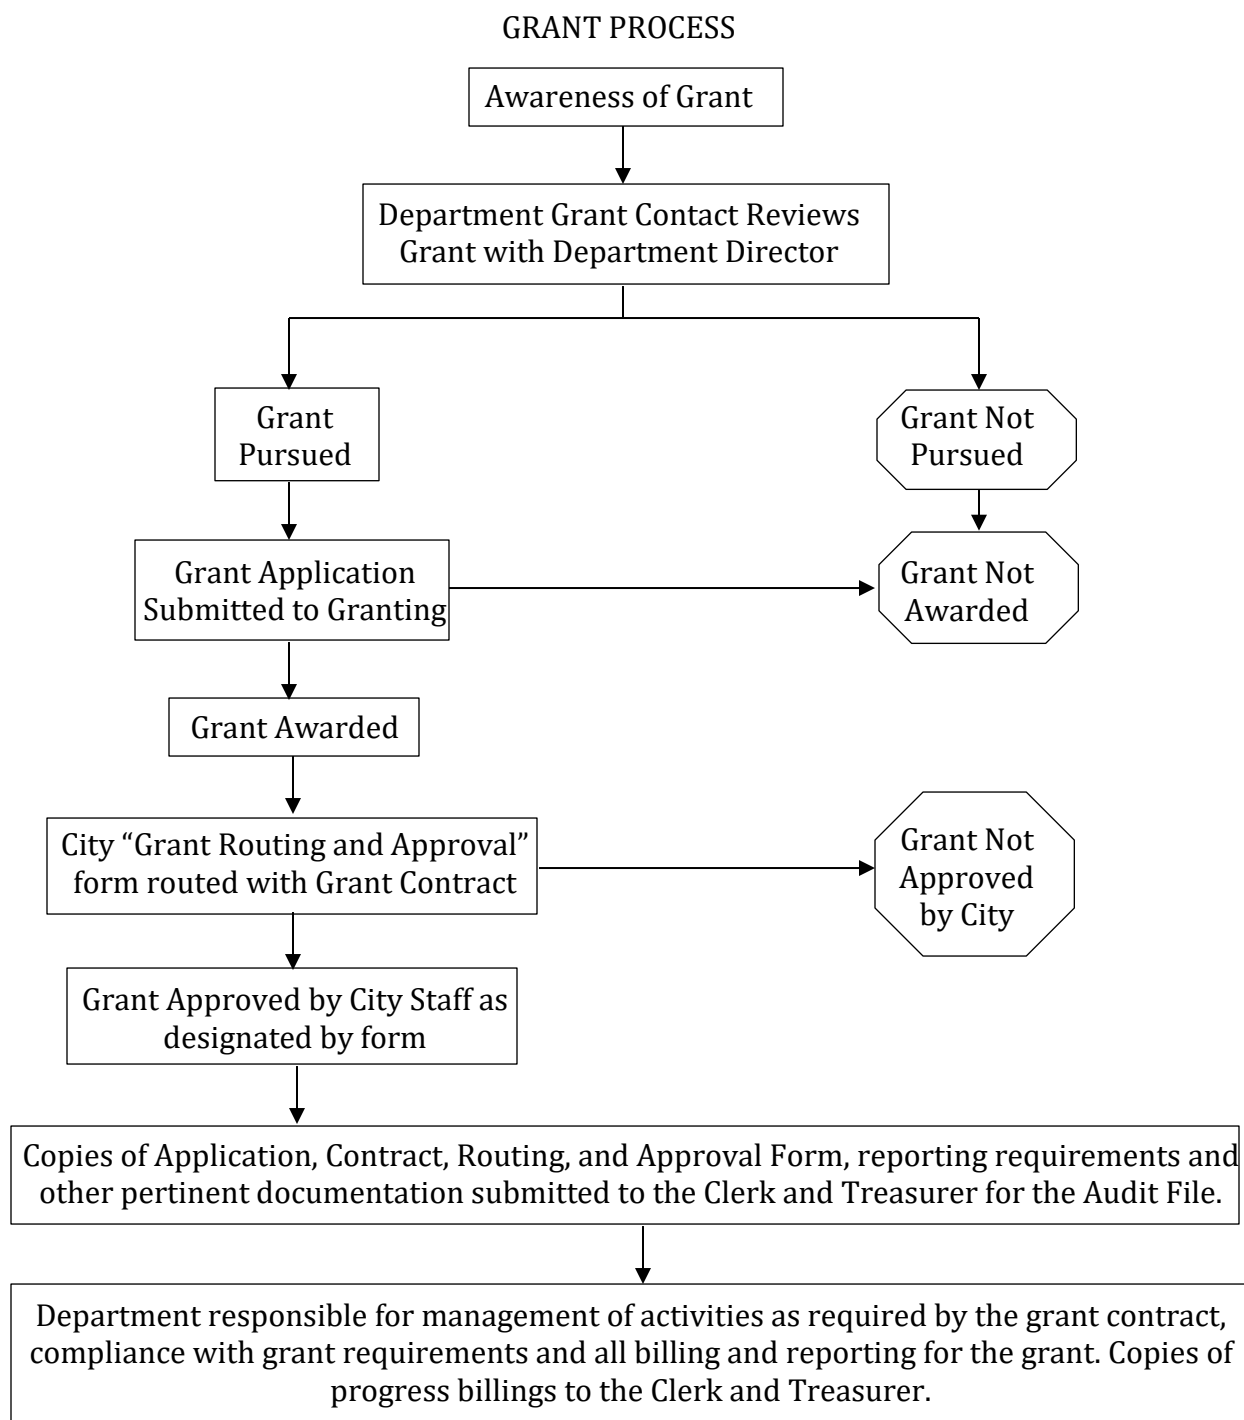 GRANT PROCESS
Awareness of Grant
Department Grant Contact Reviews
Grant with Department Director
Grant
Pursued
Grant Not
Pursued
Grant Application
Submitted to Granting
Grant Not
Awarded
Grant Awarded
City “Grant Routing and Approval”
form routed with Grant Contract
Grant Not
Approved
by City
Grant Approved by City Staff as
designated by form
Copies of Application, Contract, Routing, and Approval Form, reporting requirements and
other pertinent documentation submitted to the Clerk and Treasurer for the Audit File.
Department responsible for management of activities as required by the grant contract,
compliance with grant requirements and all billing and reporting for the grant. Copies of
progress billings to the Clerk and Treasurer.